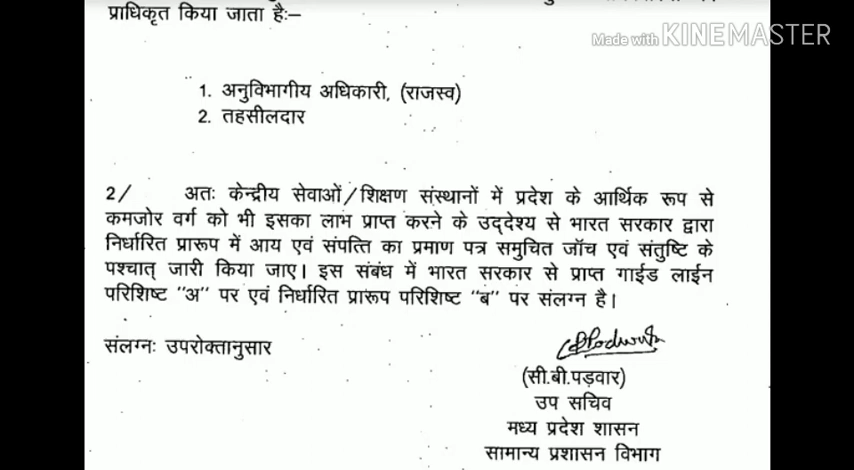 प्राधिकृत किया जाता है:—
Made with KINEMASTER
1. अनुविभागीय अधिकारी, (राजस्व)
2. तहसीलदार
2/ अतः केन्द्रीय सेवाओं/शिक्षण संस्थानों में प्रदेश के आर्थिक रूप से
कमजोर वर्ग को भी इसका लाभ प्राप्त करने के उद्देश्य से भारत सरकार द्वारा
निर्धारित प्रारूप में आय एवं संपत्ति का प्रमाण पत्र समुचित जॉच एवं संतुष्टि के
पश्चात् जारी किया जाए। इस संबंध में भारत सरकार से प्राप्त गाईड लाईन
परिशिष्ट "अ" पर एवं निर्धारित प्रारूप परिशिष्ट "ब" पर संलग्न है।
संलग्नः उपरोक्तानुसार
(सी.बी.पड़वार)
उप सचिव
मध्य प्रदेश शासन
सामान्य प्रशासन विभाग